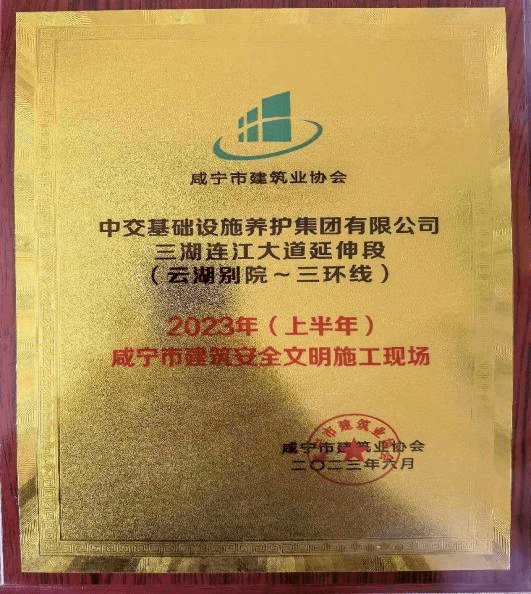 咸宁市建筑业协会
中交基础设施养护集团有限公司
三湖连江大道延伸段
（云湖别院～三环线）
2023年（上半年）
咸宁市建筑安全文明施工现场
咸宁市建筑业协会
二〇二三年六月